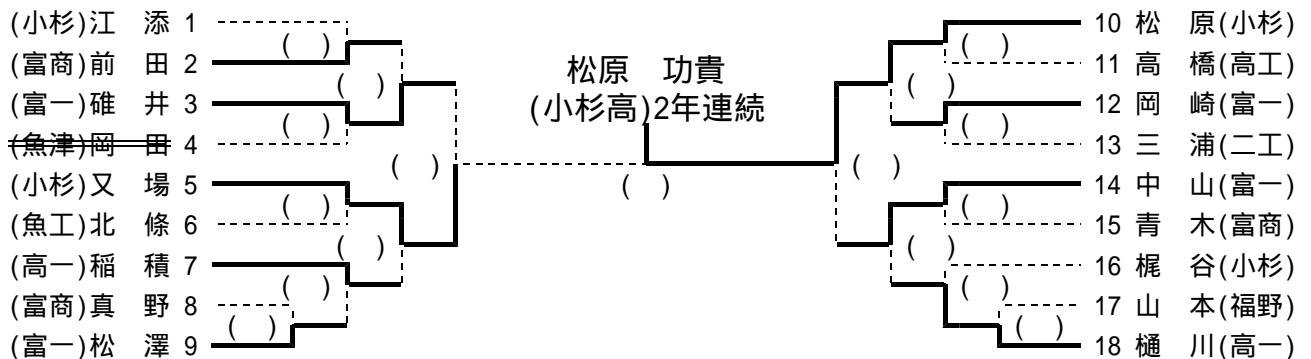 (小杉)江　添 1
(　)
(富商)前　田 2
(　)
(富一)碓　井 3
(　)
(魚津)岡　田 4
(　)
(小杉)又　場 5
(　)
(魚工)北　條 6
(　)
(高一)稲　積 7
(　)
(富商)真　野 8
(　)
(富一)松　澤 9
松原　功貴
(小杉高)2年連続
(　)
10 松　原(小杉)
(　)
11 高　橋(高工)
(　)
12 岡　崎(富一)
(　)
13 三　浦(二工)
(　)
14 中　山(富一)
(　)
15 青　木(富商)
(　)
16 梶　谷(小杉)
(　)
17 山　本(福野)
(　)
18 樋　川(高一)